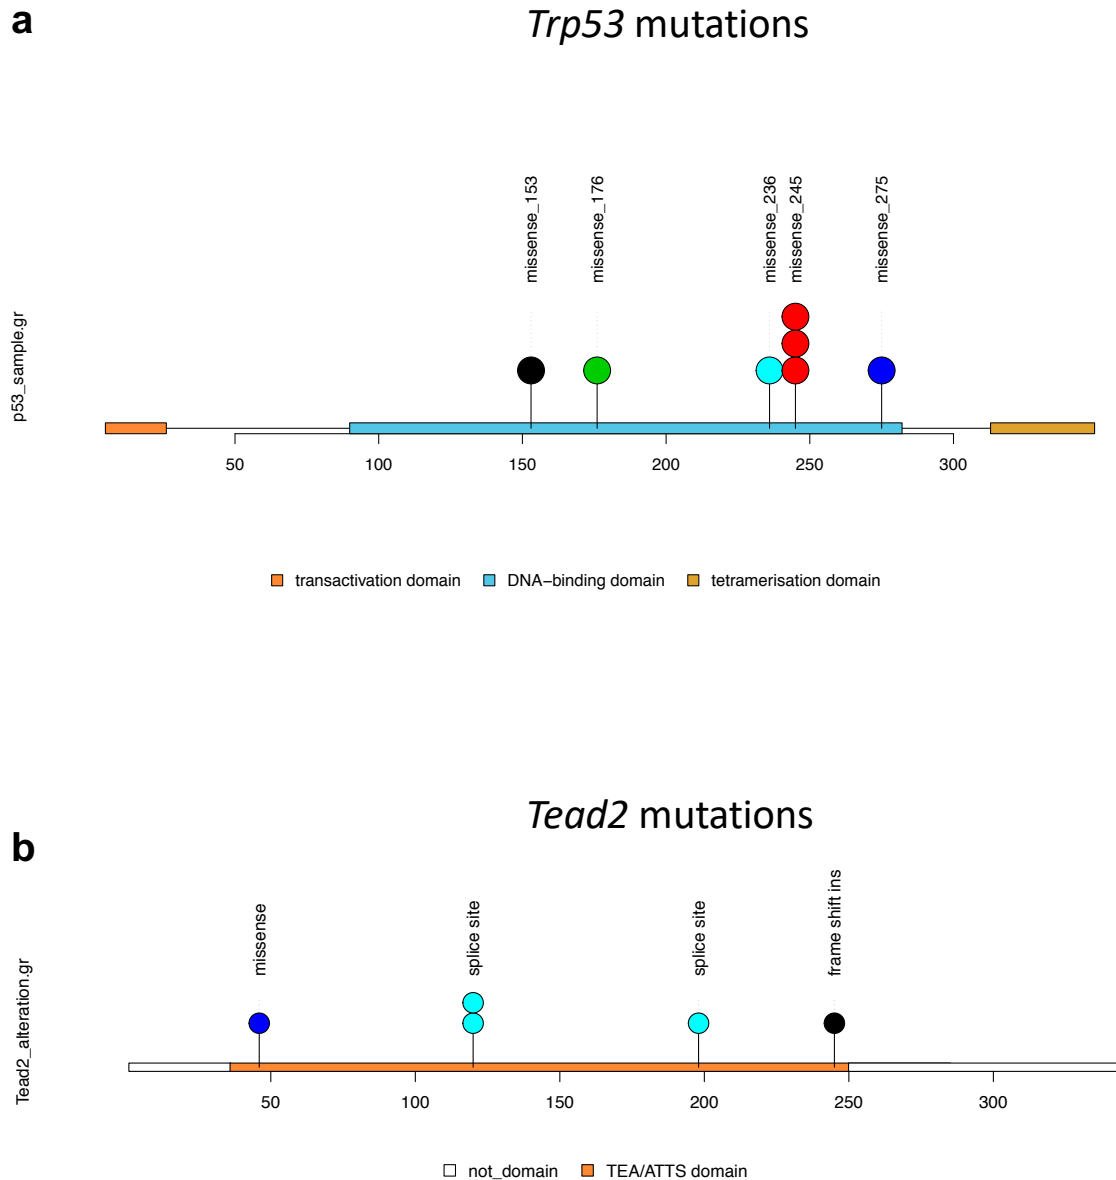 a
Trp53 mutations
missense_153
missense_176
missense_236
missense_245
missense_275
p53_sample.gr
50 100 150 200 250 300
transactivation domain DNA−binding domain tetramerisation domain
Tead2 mutations
b
missense
splice site
splice site
frame shift ins
Tead2_alteration.gr
50 100 150 200 250 300
not_domain TEA/ATTS domain